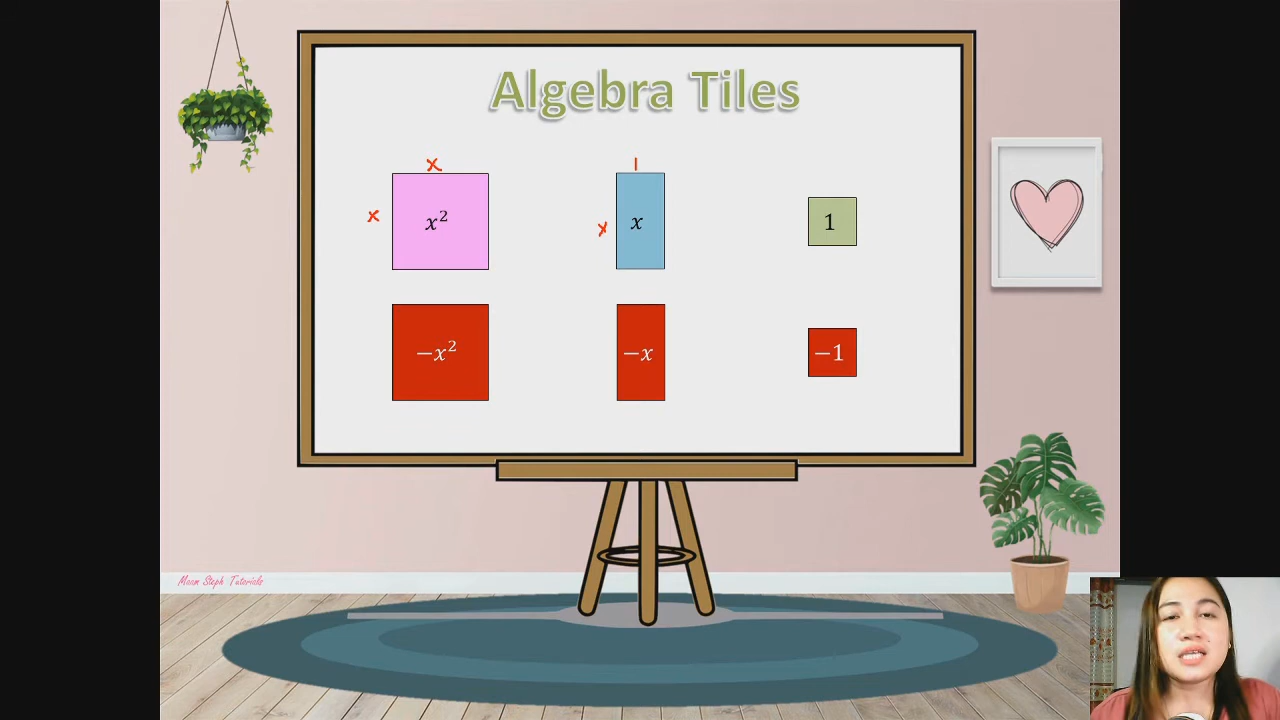 Algebra Tiles
x 1
x x² x x 1
−x² −x −1
Maam Steph Tutorials